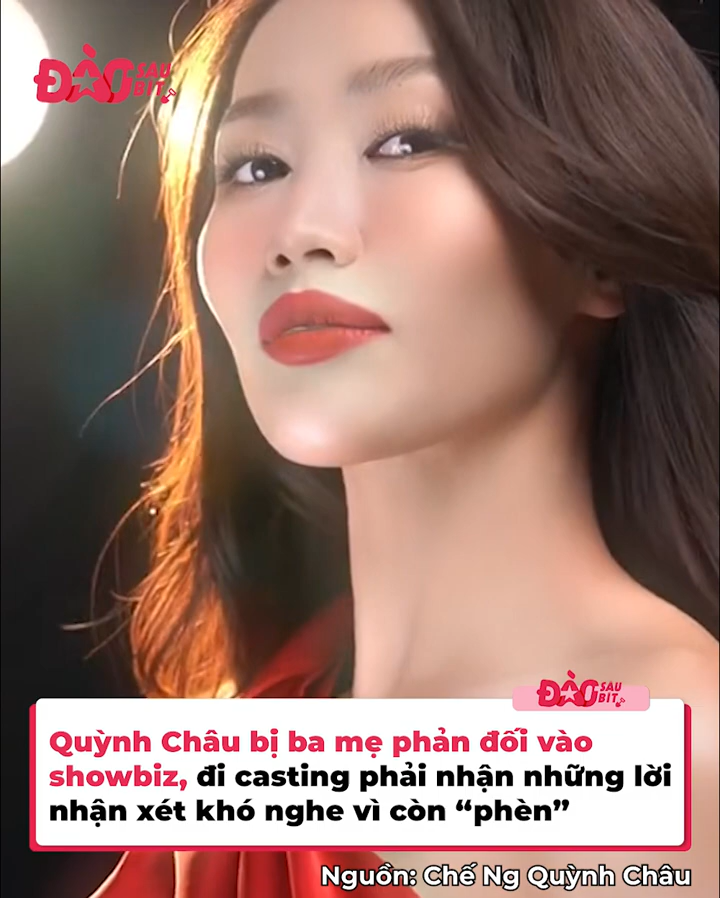 ĐÀO SAU BIT
ĐÀO SAU BIT
Quỳnh Châu bị ba mẹ phản đối vào
showbiz, đi casting phải nhận những lời
nhận xét khó nghe vì còn “phèn”
Nguồn: Chế Ng Quỳnh Châu